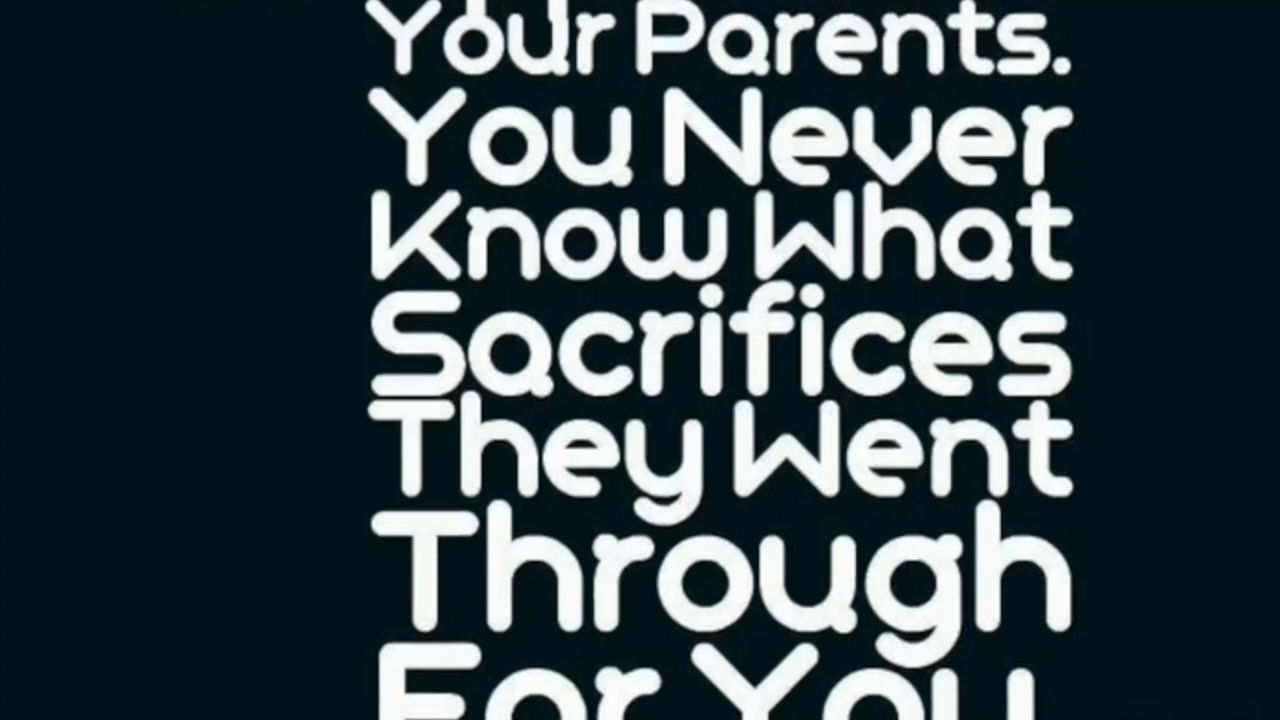 Your Parents.
You Never
Know What
Sacrifices
They Went
Through
For You